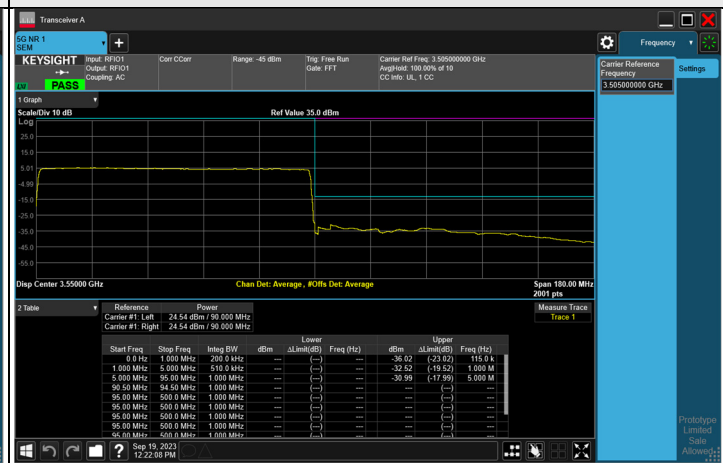 Transceiver A
5G NR 1
SEM
Frequency
KEYSIGHT
Input: RFIO1
Output: RFIO1
Coupling: AC
Corr CCorr
Range: -45 dBm
Trig: Free Run
Gate: FFT
Carrier Ref Freq: 3.505000000 GHz
Avg|Hold: 100.00% of 10
CC Info: UL, 1 CC
LXI
PASS
Carrier Reference
Frequency
3.505000000 GHz
Settings
1 Graph
Scale/Div 10 dB
Ref Value 35.0 dBm
Log
25.0
15.0
5.01
-4.99
-15.0
-25.0
-35.0
-45.0
-55.0
Disp Center 3.55000 GHz
Chan Det: Average , #Offs Det: Average
Span 180.00 MHz
2001 pts
2 Table
Reference Power
Carrier #1: Left 24.54 dBm / 90.000 MHz
Carrier #1: Right 24.54 dBm / 90.000 MHz
Measure Trace
Trace 1
Lower Upper
Start Freq Stop Freq Integ BW dBm ΔLimit(dB) Freq (Hz) dBm ΔLimit(dB) Freq (Hz)
0.0 Hz 1.000 MHz 200.0 kHz --- (---) --- -36.02 (-23.02) 115.0 k
1.000 MHz 5.000 MHz 510.0 kHz --- (---) --- -32.52 (-19.52) 1.000 M
5.000 MHz 95.00 MHz 1.000 MHz --- (---) --- -30.99 (-17.99) 5.000 M
90.50 MHz 94.50 MHz 1.000 MHz --- (---) --- --- (---) ---
95.00 MHz 500.0 MHz 1.000 MHz --- (---) --- --- (---) ---
95.00 MHz 500.0 MHz 1.000 MHz --- (---) --- --- (---) ---
95.00 MHz 500.0 MHz 1.000 MHz --- (---) --- --- (---) ---
95.00 MHz 500.0 MHz 1.000 MHz --- (---) --- --- (---) ---
Prototype
Limited
Sale
Allowed
?
Sep 19, 2023
12:22:08 PM